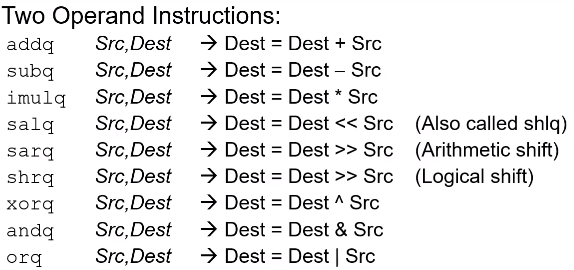 Two Operand Instructions:
addq Src,Dest → Dest = Dest + Src
subq Src,Dest → Dest = Dest – Src
imulq Src,Dest → Dest = Dest * Src
salq Src,Dest → Dest = Dest << Src (Also called shlq)
sarq Src,Dest → Dest = Dest >> Src (Arithmetic shift)
shrq Src,Dest → Dest = Dest >> Src (Logical shift)
xorq Src,Dest → Dest = Dest ^ Src
andq Src,Dest → Dest = Dest & Src
orq Src,Dest → Dest = Dest | Src